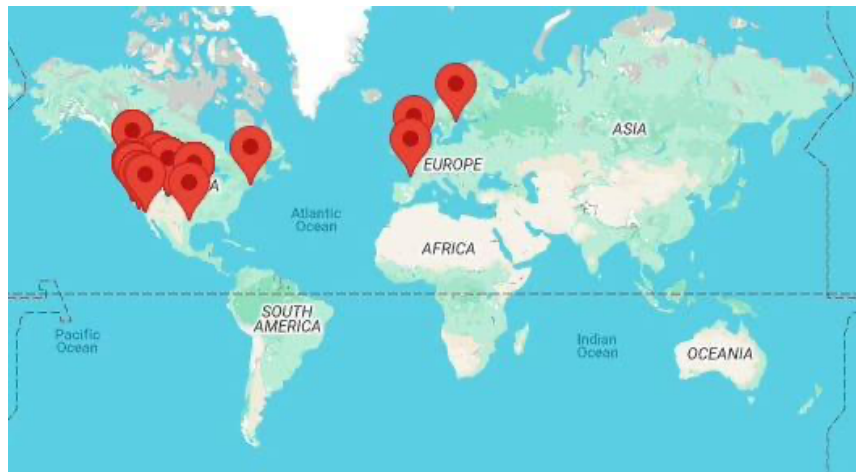 ASIA
EUROPE
A
Atlantic
Ocean
AFRICA
SOUTH
AMERICA
Pacific
Ocean
Indian
Ocean
OCEANIA